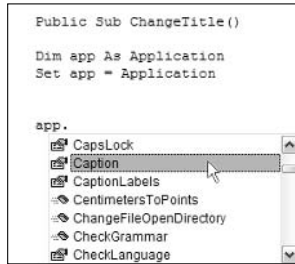 Public Sub ChangeTitle()
Dim app As Application
Set app = Application
app.
CapsLock
Caption
CaptionLabels
CentimetersToPoints
ChangeFileOpenDirectory
CheckGrammar
CheckLanguage